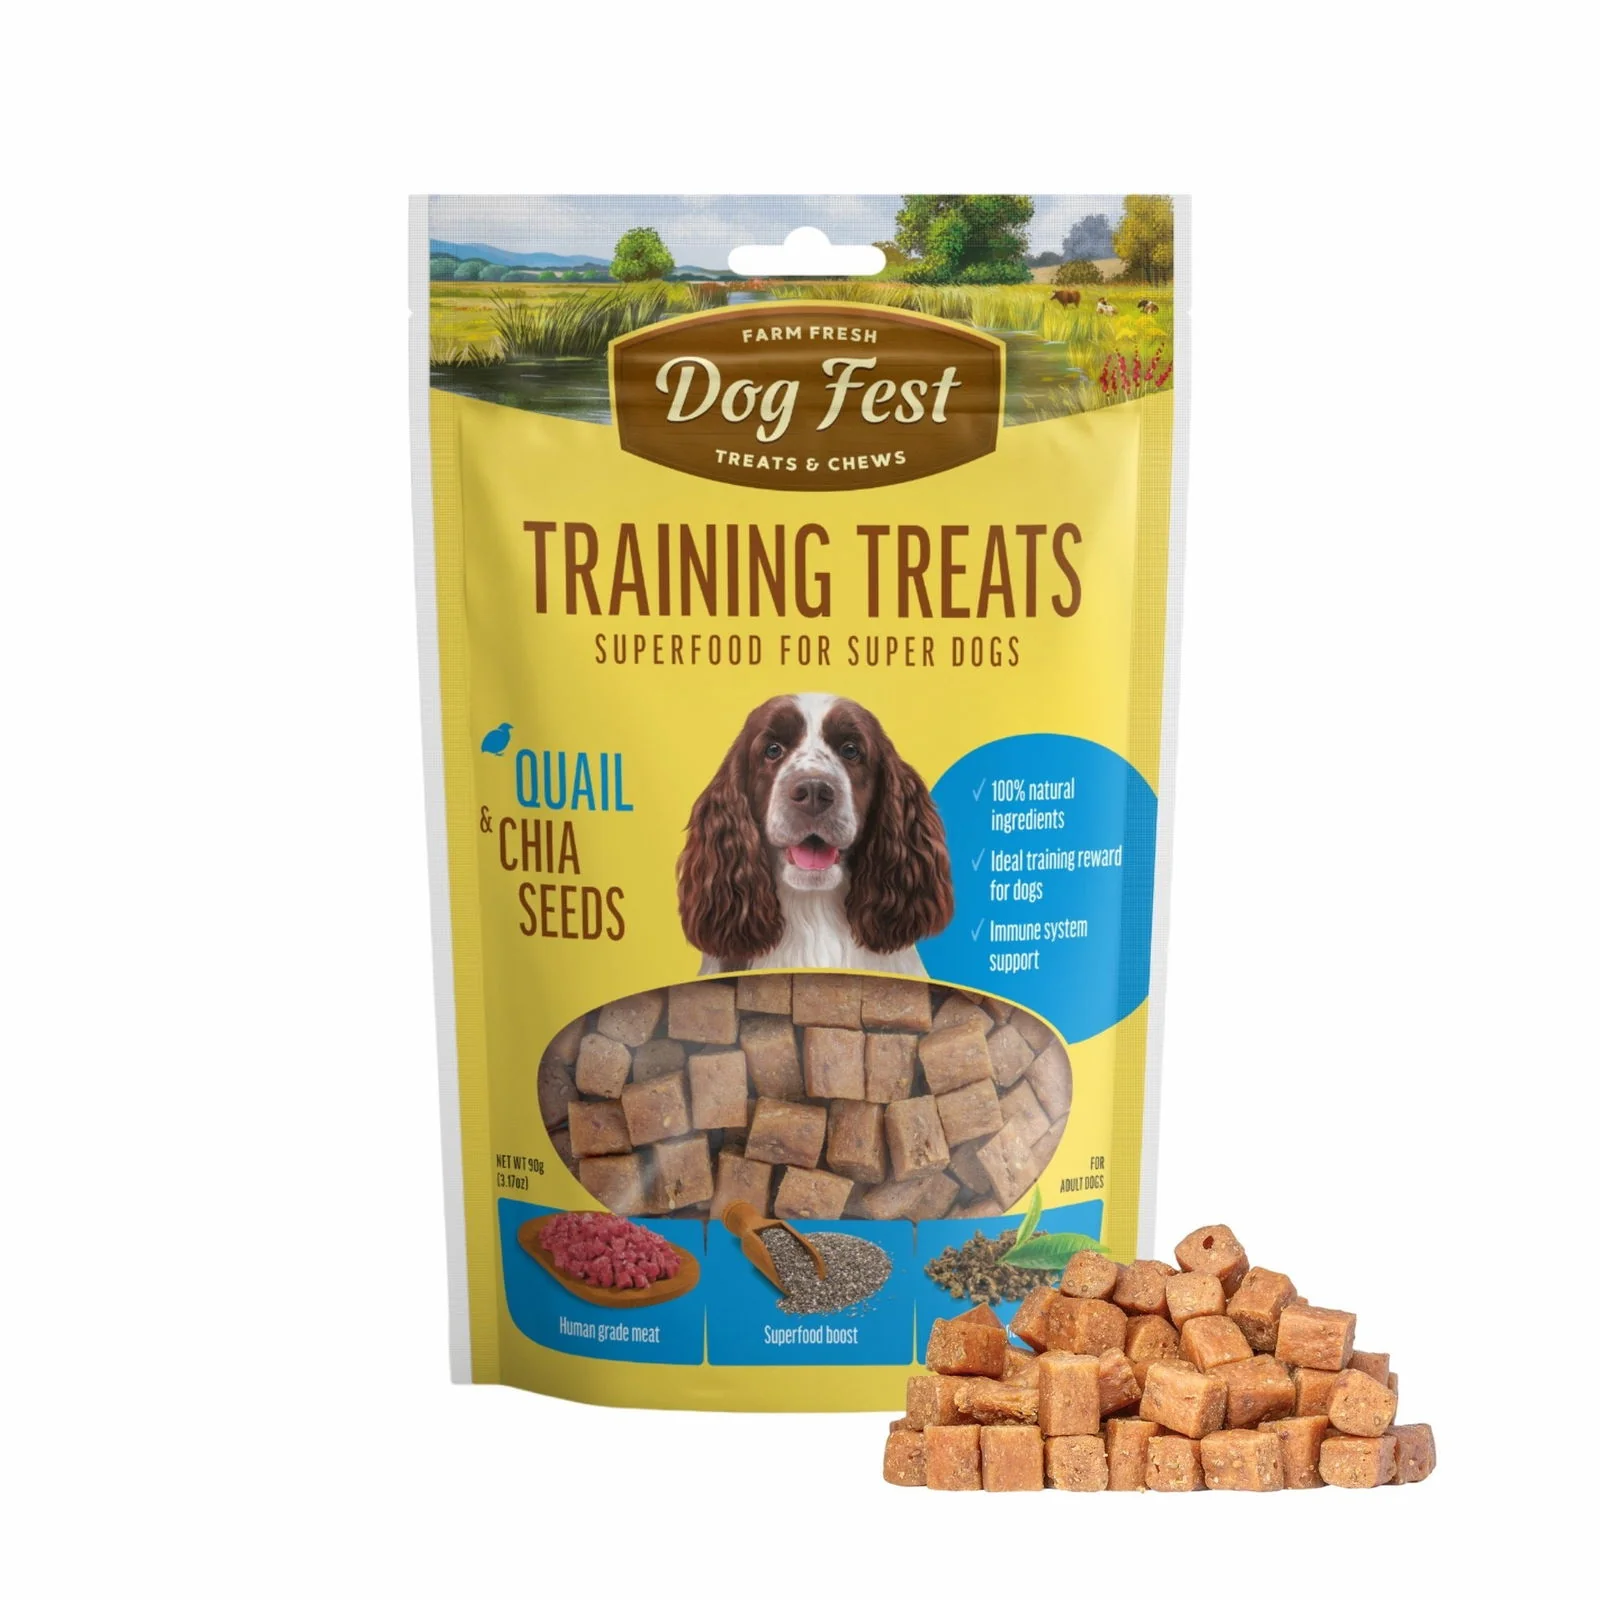 FARM FRESH
Dog Fest
TREATS & CHEWS
TRAINING TREATS
SUPERFOOD FOR SUPER DOGS
QUAIL
& CHIA
SEEDS
✓ 100% natural
ingredients
✓ Ideal training reward
for dogs
✓ Immune system
support
NET WT 90g
(3.17oz)
FOR
ADULT DOGS
Human grade meat
Superfood boost